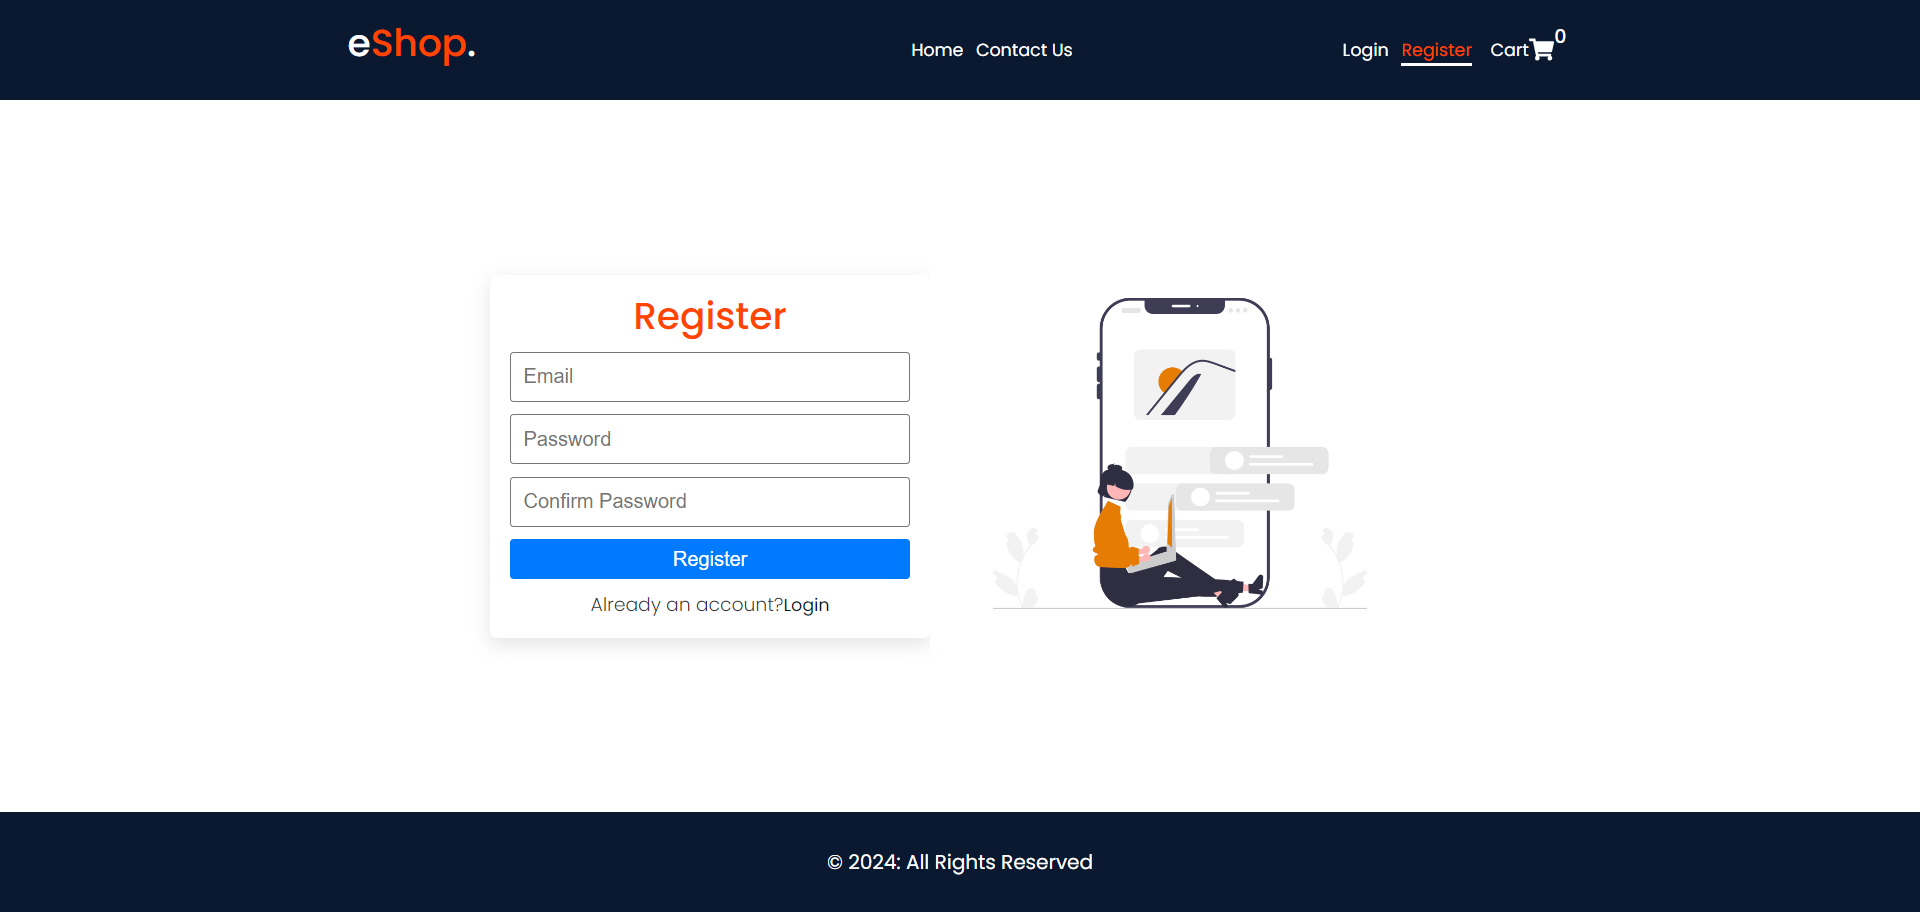 eShop.
Home Contact Us
Login Register Cart 0
Register
Email
Password
Confirm Password
Register
Already an account?Login
© 2024: All Rights Reserved